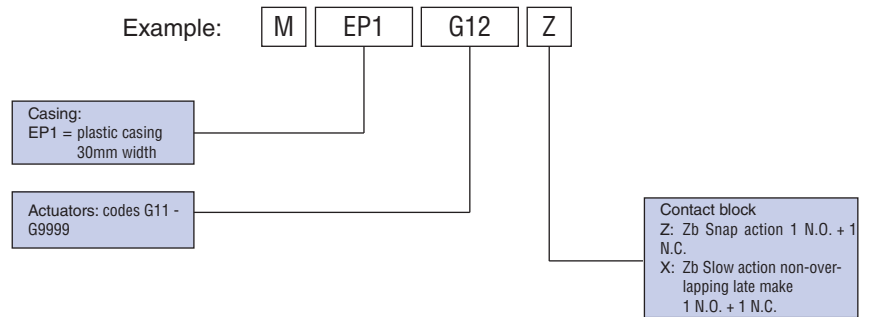 Example: M EP1 G12 Z
Casing:
EP1 = plastic casing
30mm width
Actuators: codes G11 -
G9999
Contact block
Z: Zb Snap action 1 N.O. + 1
N.C.
X: Zb Slow action non-over-
lapping late make
1 N.O. + 1 N.C.